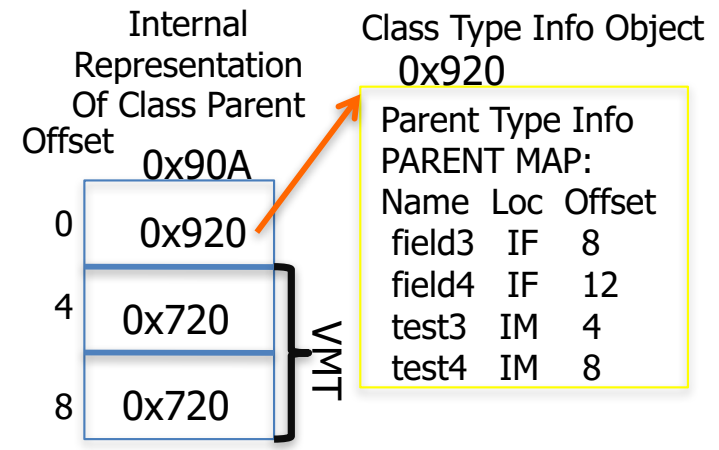 Internal
Representation
Of Class Parent
Offset
0x90A
0 0x920
4 0x720
8 0x720
VMT
Class Type Info Object
0x920
Parent Type Info
PARENT MAP:
Name Loc Offset
field3 IF 8
field4 IF 12
test3 IM 4
test4 IM 8